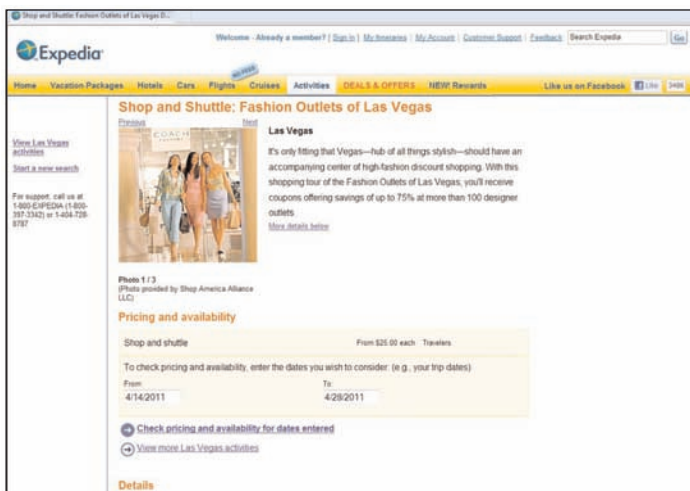 Shop and Shuttle: Fashion Outlets of Las Vegas D...
Welcome - Already a member? | Sign in | My Itineraries | My Account | Customer Support | Feedback Search Expedia Go
Expedia
NO FEES
Home Vacation Packages Hotels Cars Flights Cruises Activities DEALS & OFFERS NEW! Rewards Like us on Facebook Like
Shop and Shuttle: Fashion Outlets of Las Vegas
Previous Next
View Las Vegas
activities
Start a new search
For support, call us at
1-800-EXPEDIA (1-800-
397-3342) or 1-404-728-
8787
COACH
Las Vegas
It's only fitting that Vegas—hub of all things stylish—should have an
accompanying center of high-fashion discount shopping. With this
shopping tour of the Fashion Outlets of Las Vegas, you'll receive
coupons offering savings of up to 75% at more than 100 designer
outlets
More details below
Photo 1 / 3
(Photo provided by Shop America Alliance
LLC)
Pricing and availability
Shop and shuttle From $25.00 each Travelers
To check pricing and availability, enter the dates you wish to consider. (e.g., your trip dates)
From To
4/14/2011 4/28/2011
Check pricing and availability for dates entered
View more Las Vegas activities
Details